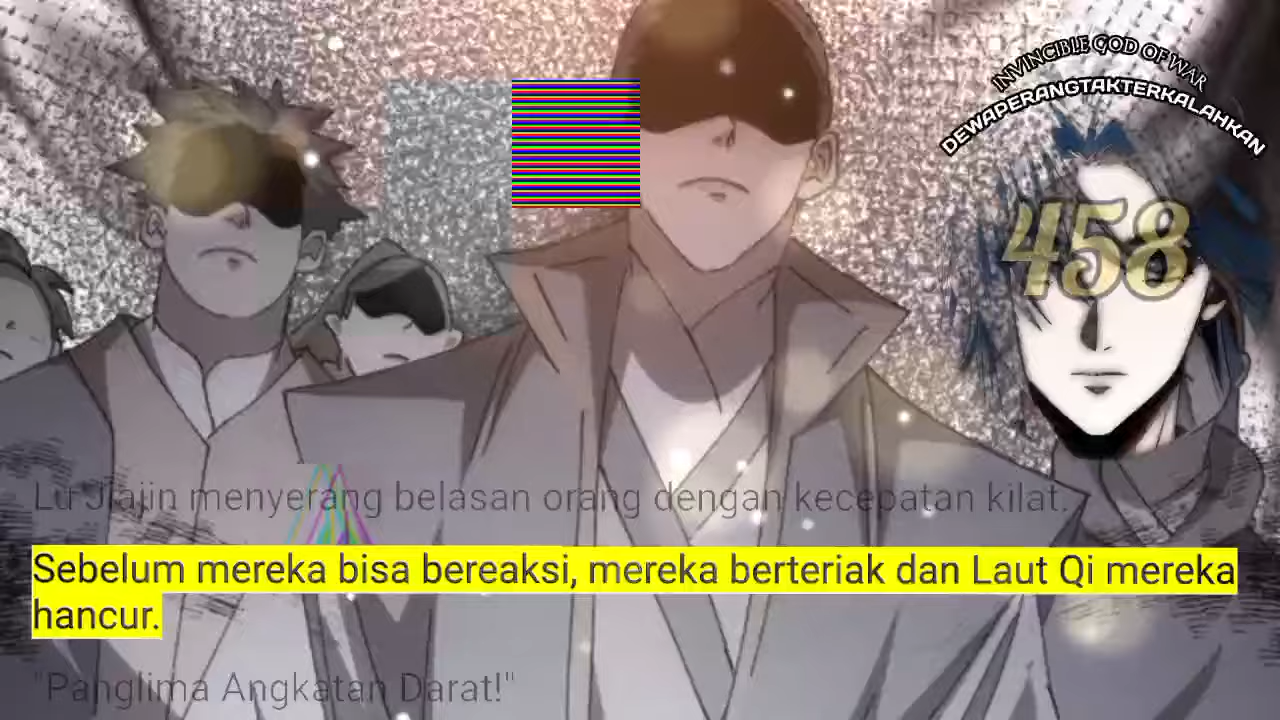 INVINCIBLE GOD OF WAR
DEWAPERANGTAKTERKALAHKAN
458
Lu Jiajin menyerang belasan orang dengan kecepatan kilat.
Sebelum mereka bisa bereaksi, mereka berteriak dan Laut Qi mereka
hancur.
"Panglima Angkatan Darat!"